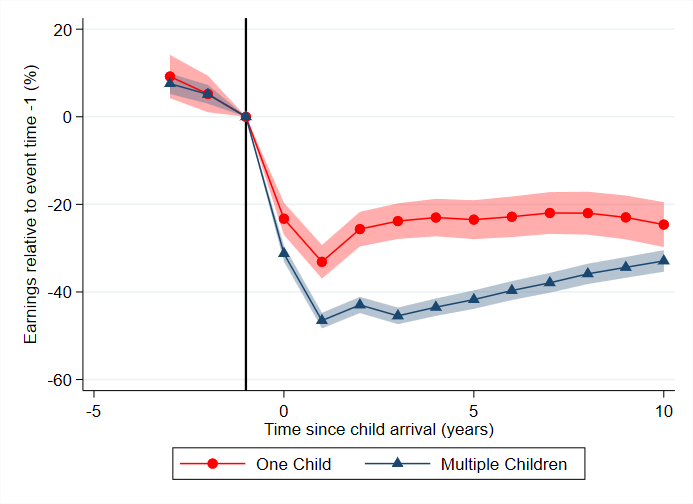 Earnings relative to event time -1 (%)
20
0
-20
-40
-60
-5
0
5
10
Time since child arrival (years)
One Child
Multiple Children